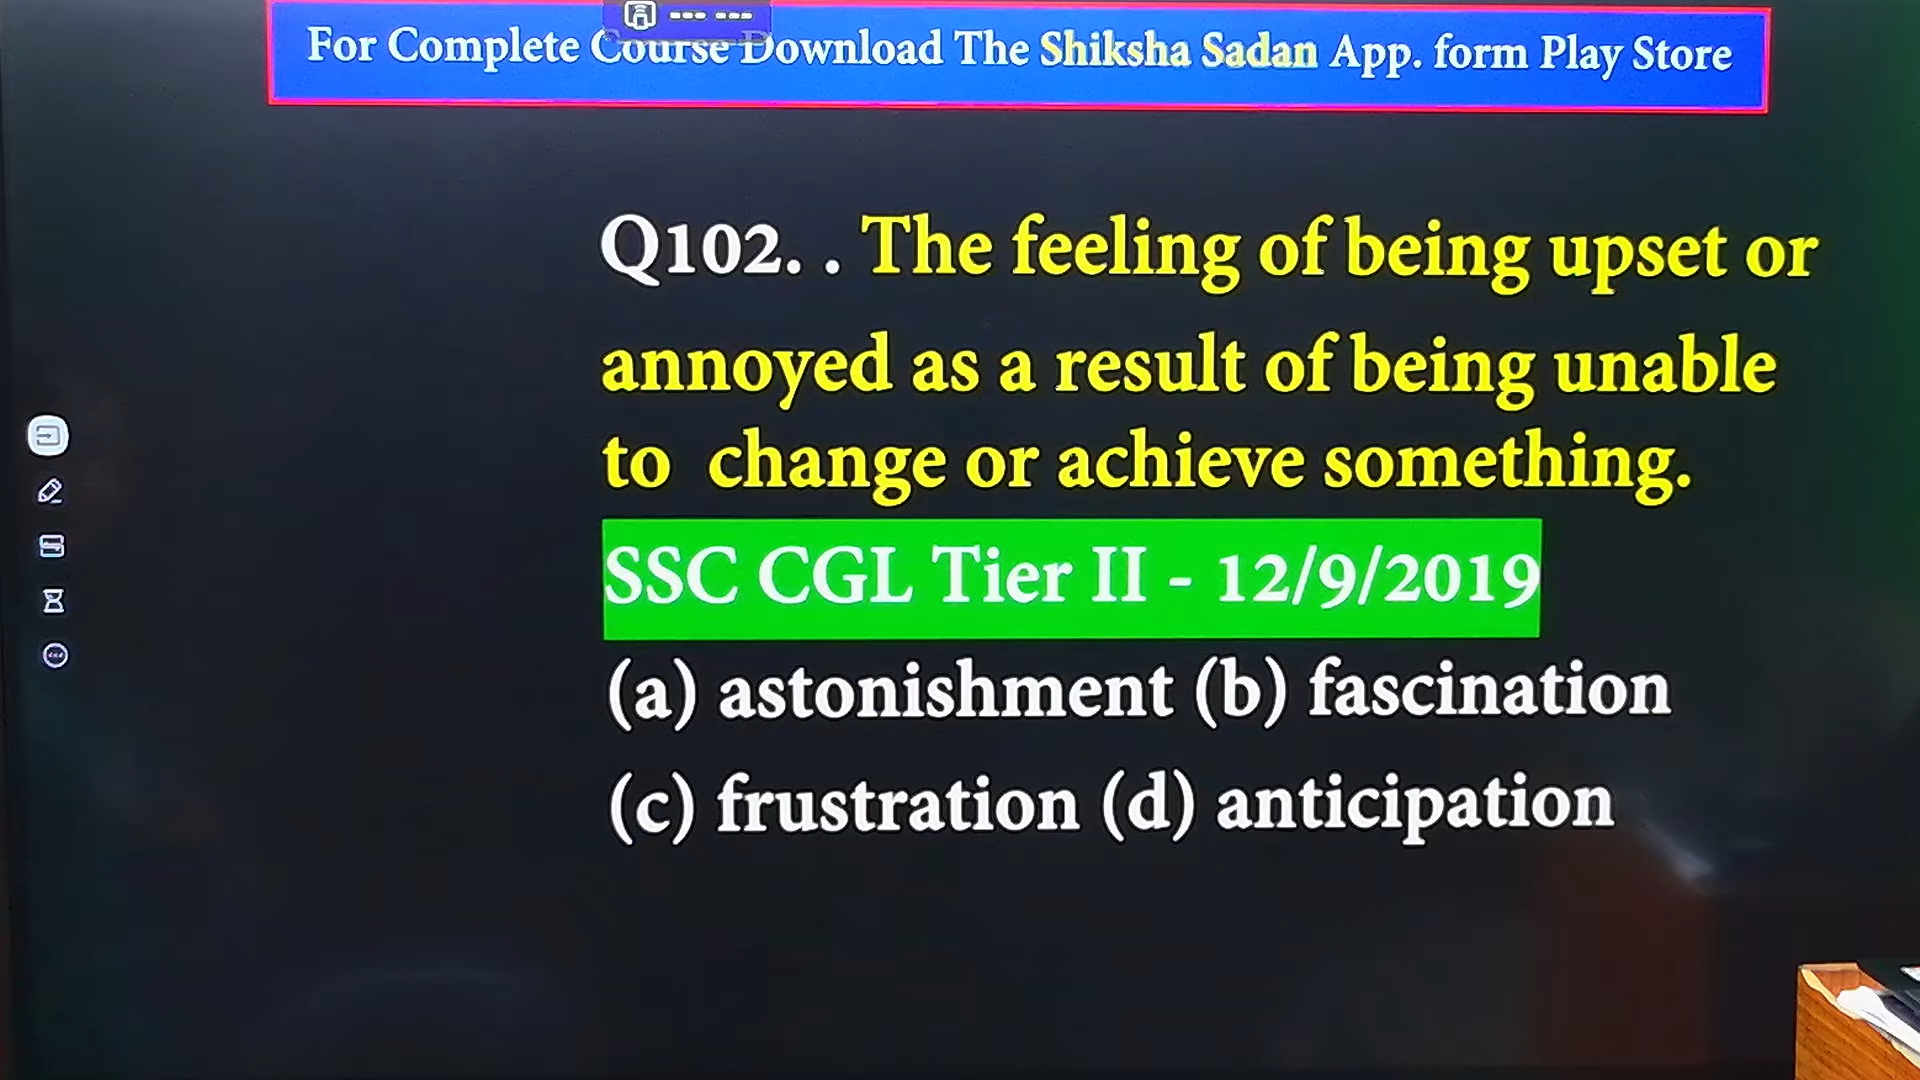 For Complete Course Download The Shiksha Sadan App. form Play Store
Q102. . The feeling of being upset or
annoyed as a result of being unable
to change or achieve something.
SSC CGL Tier II - 12/9/2019
(a) astonishment (b) fascination
(c) frustration (d) anticipation